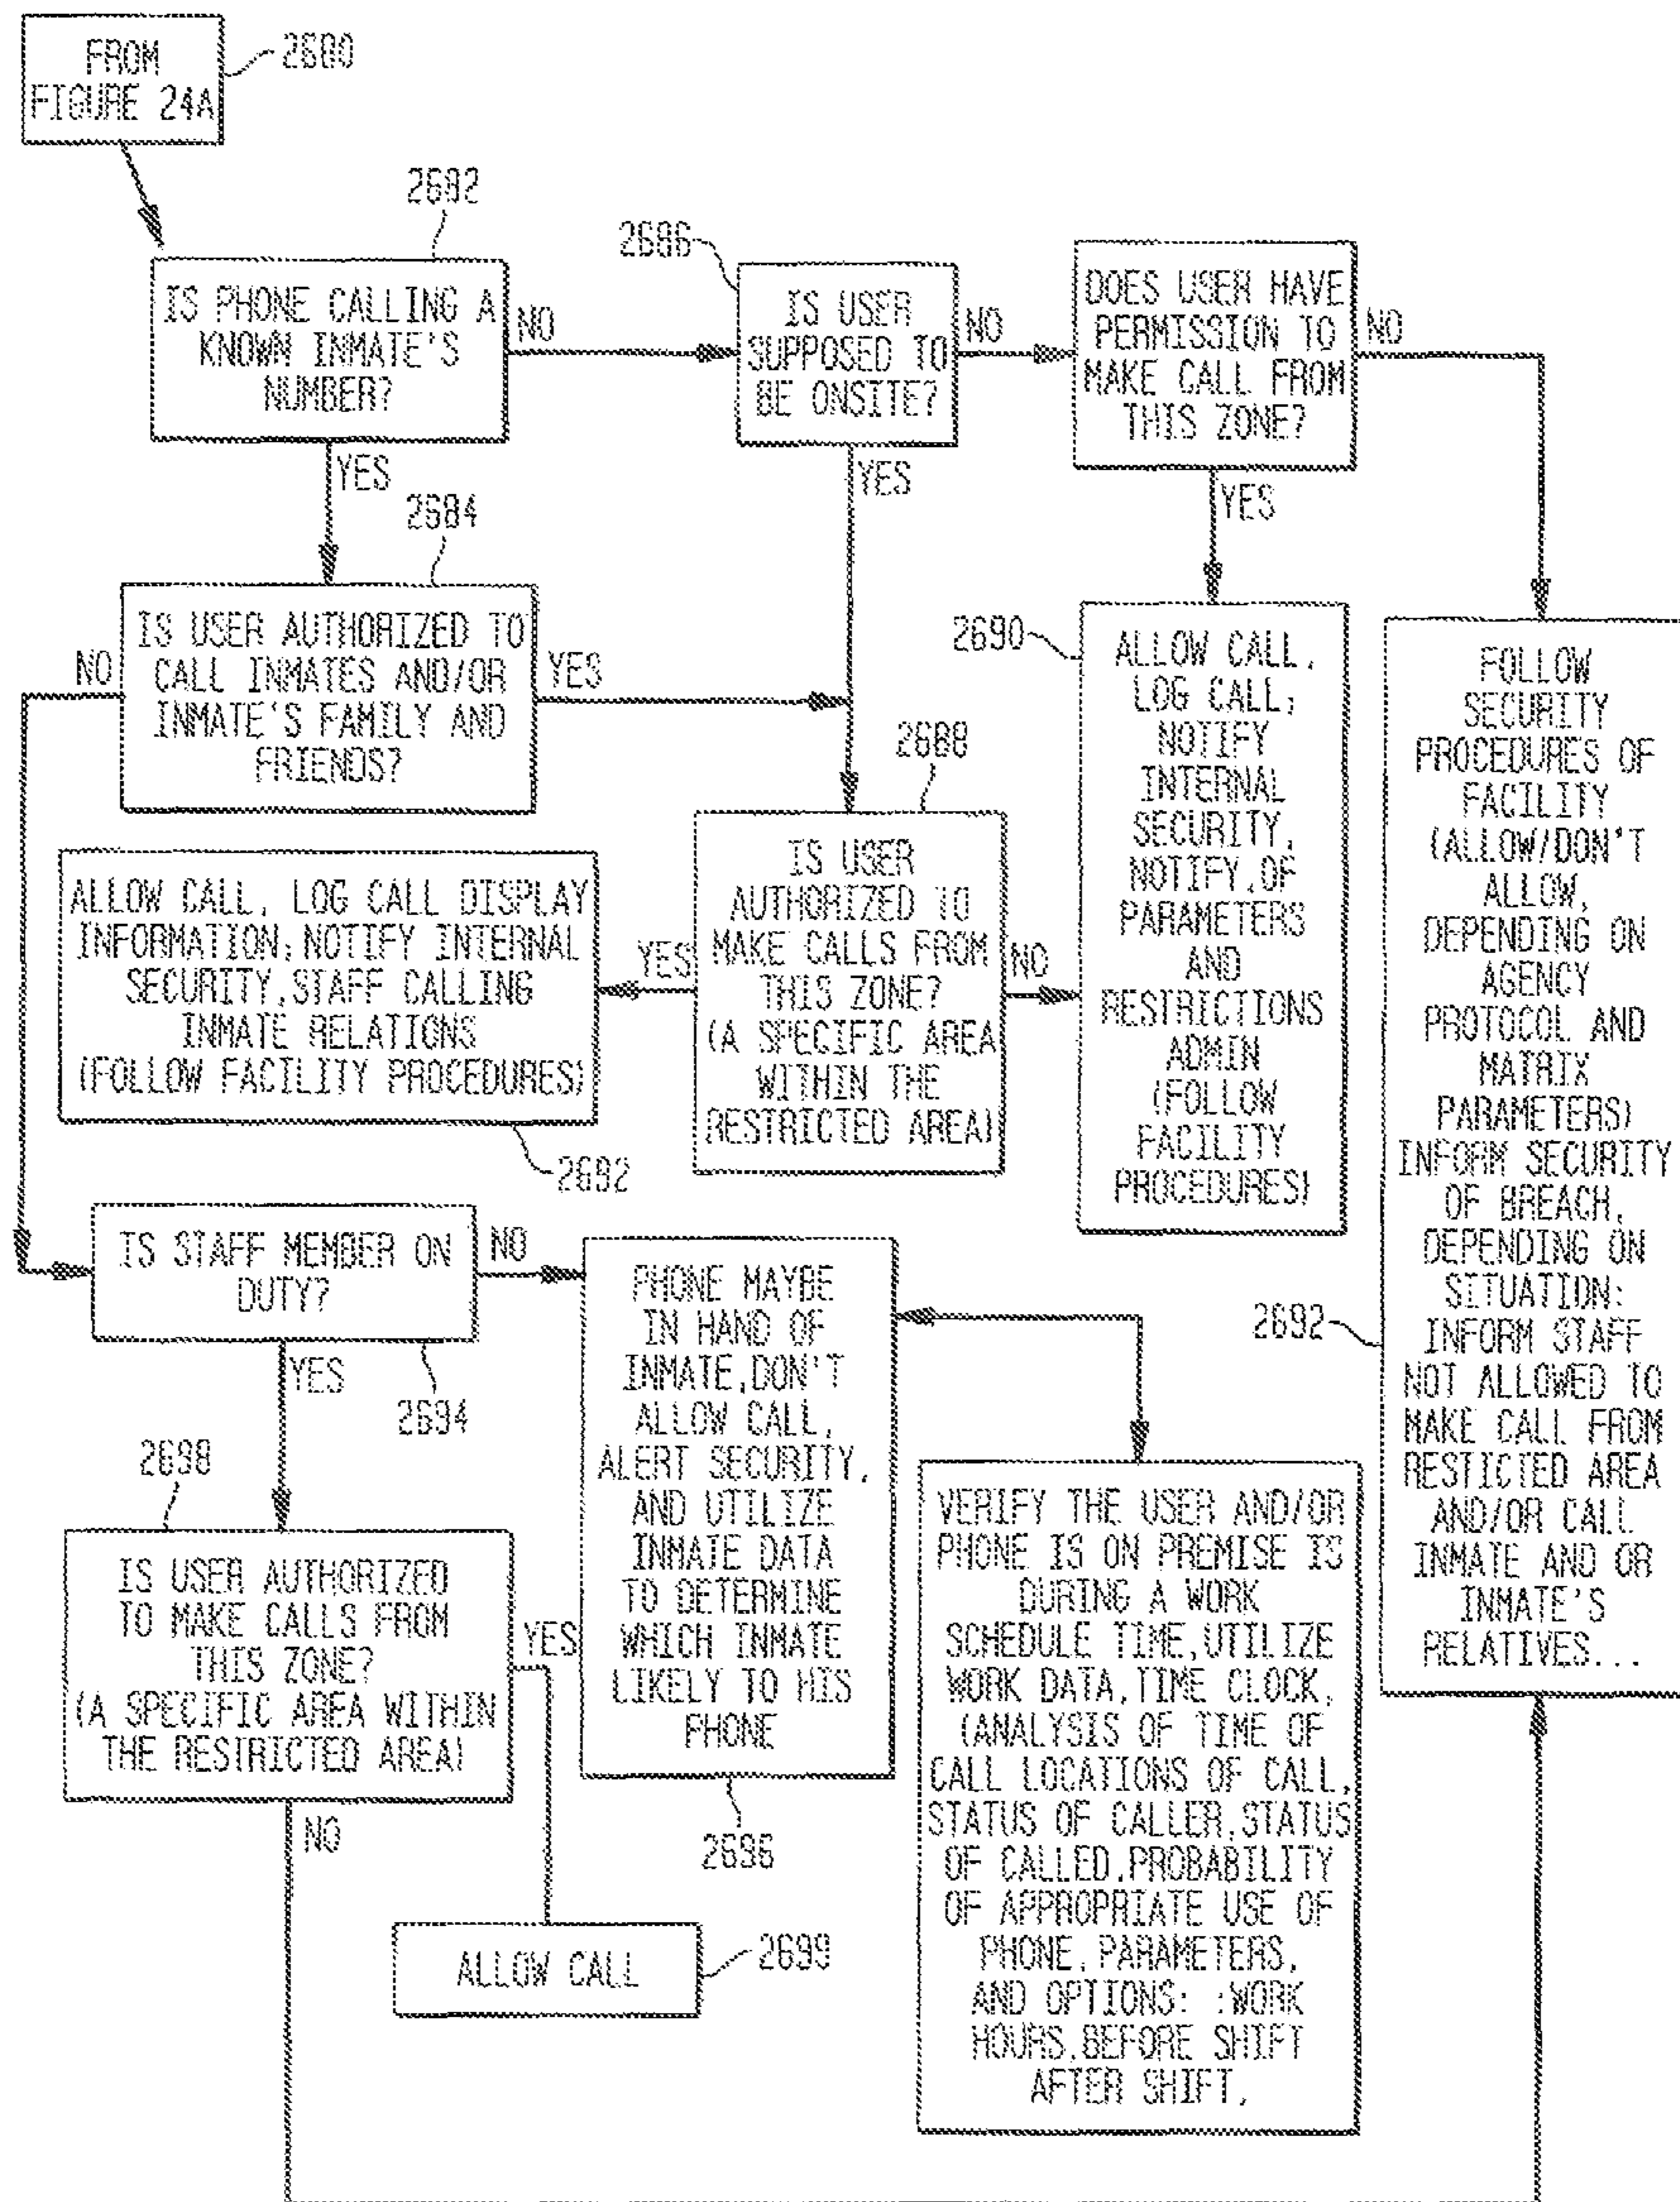 FROM
FIGURE 24A
2680
2682
IS PHONE CALLING A
KNOWN INMATE'S
NUMBER?
NO
YES
2686
IS USER
SUPPOSED TO
BE ONSITE?
NO
YES
DOES USER HAVE
PERMISSION TO
MAKE CALL FROM
THIS ZONE?
NO
YES
2684
IS USER AUTHORIZED TO
CALL INMATES AND/OR
INMATE'S FAMILY AND
FRIENDS?
NO
YES
2688
IS USER
AUTHORIZED TO
MAKE CALLS FROM
THIS ZONE?
(A SPECIFIC AREA
WITHIN THE
RESTRICTED AREA)
YES
NO
2690
ALLOW CALL,
LOG CALL;
NOTIFY
INTERNAL
SECURITY,
NOTIFY,OF
PARAMETERS
AND
RESTRICTIONS
ADMIN
(FOLLOW
FACILITY
PROCEDURES)
FOLLOW
SECURITY
PROCEDURES OF
FACILITY
(ALLOW/DON'T
ALLOW,
DEPENDING ON
AGENCY
PROTOCOL AND
MATRIX
PARAMETERS)
INFORM SECURITY
OF BREACH,
DEPENDING ON
SITUATION:
INFORM STAFF
NOT ALLOWED TO
MAKE CALL FROM
RESTICTED AREA
AND/OR CALL
INMATE AND OR
INMATE'S
RELATIVES...
2692
ALLOW CALL, LOG CALL DISPLAY
INFORMATION; NOTIFY INTERNAL
SECURITY,STAFF CALLING
INMATE RELATIONS
(FOLLOW FACILITY PROCEDURES)
2692
IS STAFF MEMBER ON
DUTY?
NO
YES
2694
PHONE MAYBE
IN HAND OF
INMATE,DON'T
ALLOW CALL,
ALERT SECURITY,
AND UTILIZE
INMATE DATA
TO DETERMINE
WHICH INMATE
LIKELY TO HIS
PHONE
2696
2698
IS USER AUTHORIZED
TO MAKE CALLS FROM
THIS ZONE?
(A SPECIFIC AREA WITHIN
THE RESTRICTED AREA)
YES
NO
ALLOW CALL
2699
VERIFY THE USER AND/OR
PHONE IS ON PREMISE IS
DURING A WORK
SCHEDULE TIME,UTILIZE
WORK DATA,TIME CLOCK,
(ANALYSIS OF TIME OF
CALL LOCATIONS OF CALL,
STATUS OF CALLER,STATUS
OF CALLED,PROBABILITY
OF APPROPRIATE USE OF
PHONE, PARAMETERS,
AND OPTIONS: :WORK
HOURS,BEFORE SHIFT
AFTER SHIFT,